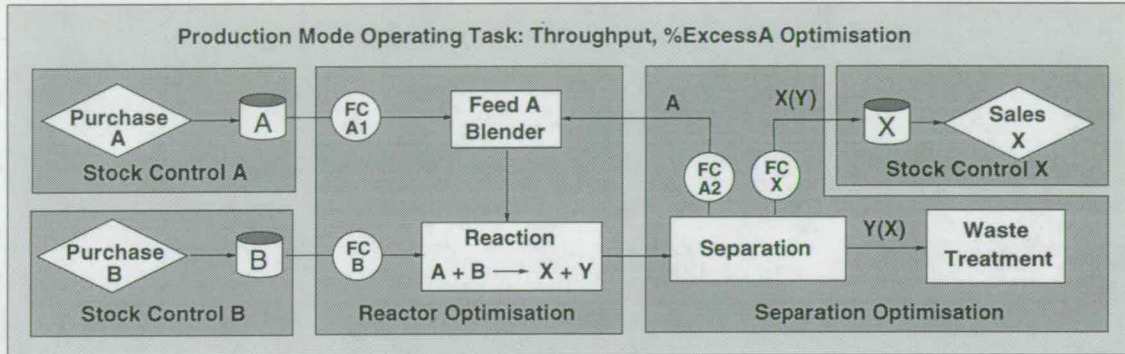 Production Mode Operating Task: Throughput, %ExcessA Optimisation
Purchase
A
A
Stock Control A
FC
A1
Feed A
Blender
A
X(Y)
FC
A2
FC
X
X
Sales
X
Stock Control X
Purchase
B
B
Stock Control B
FC
B
Reaction
A + B → X + Y
Reactor Optimisation
Separation
Y(X)
Waste
Treatment
Separation Optimisation